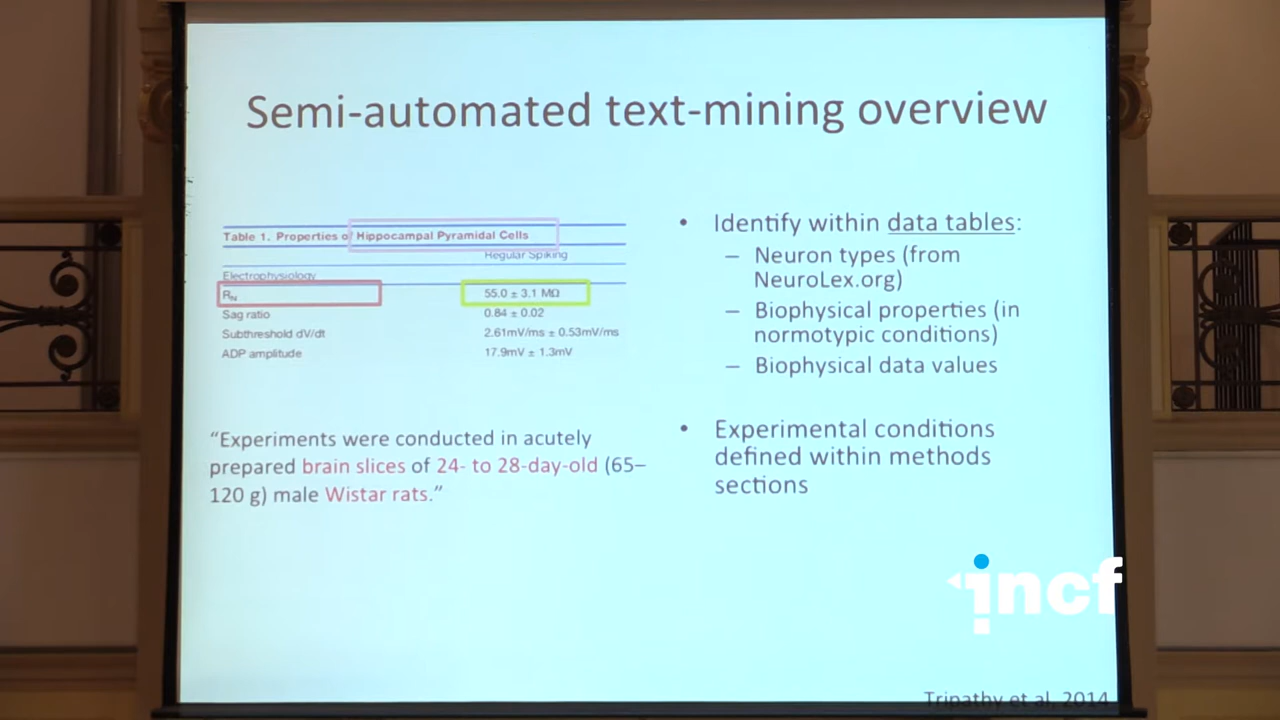 Semi-automated text-mining overview
Table 1. Properties of Hippocampal Pyramidal Cells
Regular Spiking
Electrophysiology
RN 55.0 ± 3.1 MΩ
Sag ratio 0.84 ± 0.02
Subthreshold dV/dt 2.61mV/ms ± 0.53mV/ms
ADP amplitude 17.9mV ± 1.3mV
“Experiments were conducted in acutely
prepared brain slices of 24- to 28-day-old (65–
120 g) male Wistar rats.”
• Identify within data tables:
– Neuron types (from
NeuroLex.org)
– Biophysical properties (in
normotypic conditions)
– Biophysical data values
• Experimental conditions
defined within methods
sections
incf
Tripathy et al, 2014